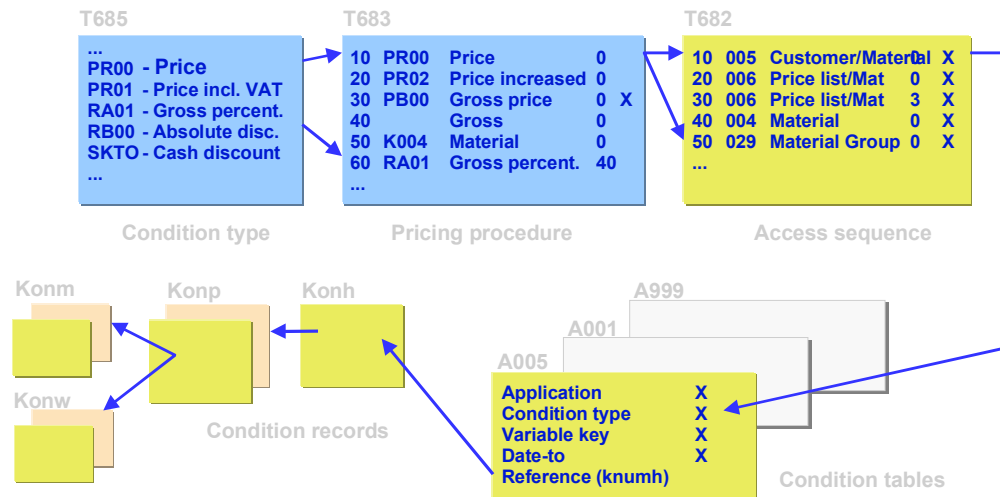 T685
...
PR00 - Price
PR01 - Price incl. VAT
RA01 - Gross percent.
RB00 - Absolute disc.
SKTO - Cash discount
...
Condition type
T683
10 PR00 Price 0
20 PR02 Price increased 0
30 PB00 Gross price 0 X
40 Gross 0
50 K004 Material 0
60 RA01 Gross percent. 40
...
Pricing procedure
T682
10 005 Customer/Material 0 X
20 006 Price list/Mat 0 X
30 006 Price list/Mat 3 X
40 004 Material 0 X
50 029 Material Group 0 X
...
Access sequence
Konm
Konp
Konh
Konw
Condition records
A999
A001
A005
Application X
Condition type X
Variable key X
Date-to X
Reference (knumh)
Condition tables